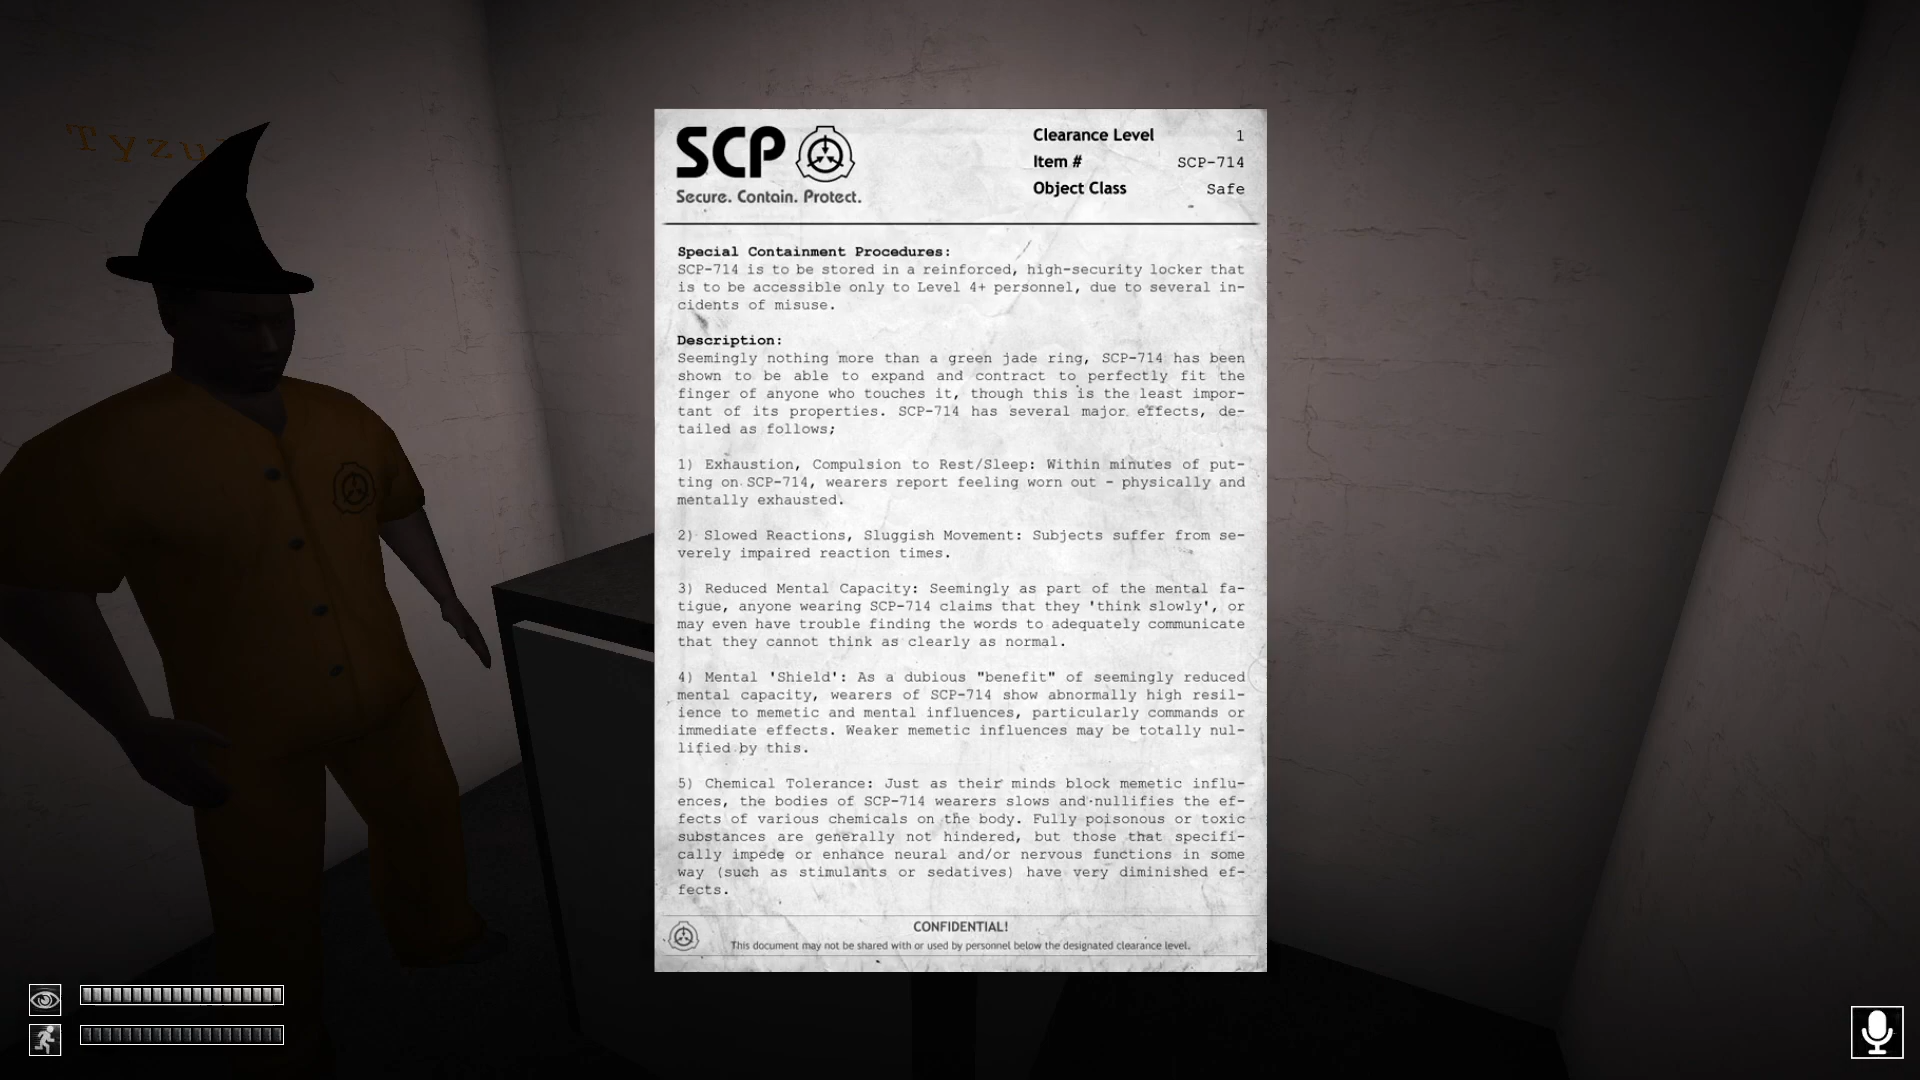 Tyzu
SCP
Secure. Contain. Protect.
Clearance Level 1
Item # SCP-714
Object Class Safe
Special Containment Procedures:
SCP-714 is to be stored in a reinforced, high-security locker that
is to be accessible only to Level 4+ personnel, due to several in-
cidents of misuse.
Description:
Seemingly nothing more than a green jade ring, SCP-714 has been
shown to be able to expand and contract to perfectly fit the
finger of anyone who touches it, though this is the least impor-
tant of its properties. SCP-714 has several major effects, de-
tailed as follows;
1) Exhaustion, Compulsion to Rest/Sleep: Within minutes of put-
ting on SCP-714, wearers report feeling worn out - physically and
mentally exhausted.
2) Slowed Reactions, Sluggish Movement: Subjects suffer from se-
verely impaired reaction times.
3) Reduced Mental Capacity: Seemingly as part of the mental fa-
tigue, anyone wearing SCP-714 claims that they 'think slowly', or
may even have trouble finding the words to adequately communicate
that they cannot think as clearly as normal.
4) Mental 'Shield': As a dubious "benefit" of seemingly reduced
mental capacity, wearers of SCP-714 show abnormally high resil-
ience to memetic and mental influences, particularly commands or
immediate effects. Weaker memetic influences may be totally nul-
lified by this.
5) Chemical Tolerance: Just as their minds block memetic influ-
ences, the bodies of SCP-714 wearers slows and nullifies the ef-
fects of various chemicals on the body. Fully poisonous or toxic
substances are generally not hindered, but those that specifi-
cally impede or enhance neural and/or nervous functions in some
way (such as stimulants or sedatives) have very diminished ef-
fects.
CONFIDENTIAL!
This document may not be shared with or used by personnel below the designated clearance level.